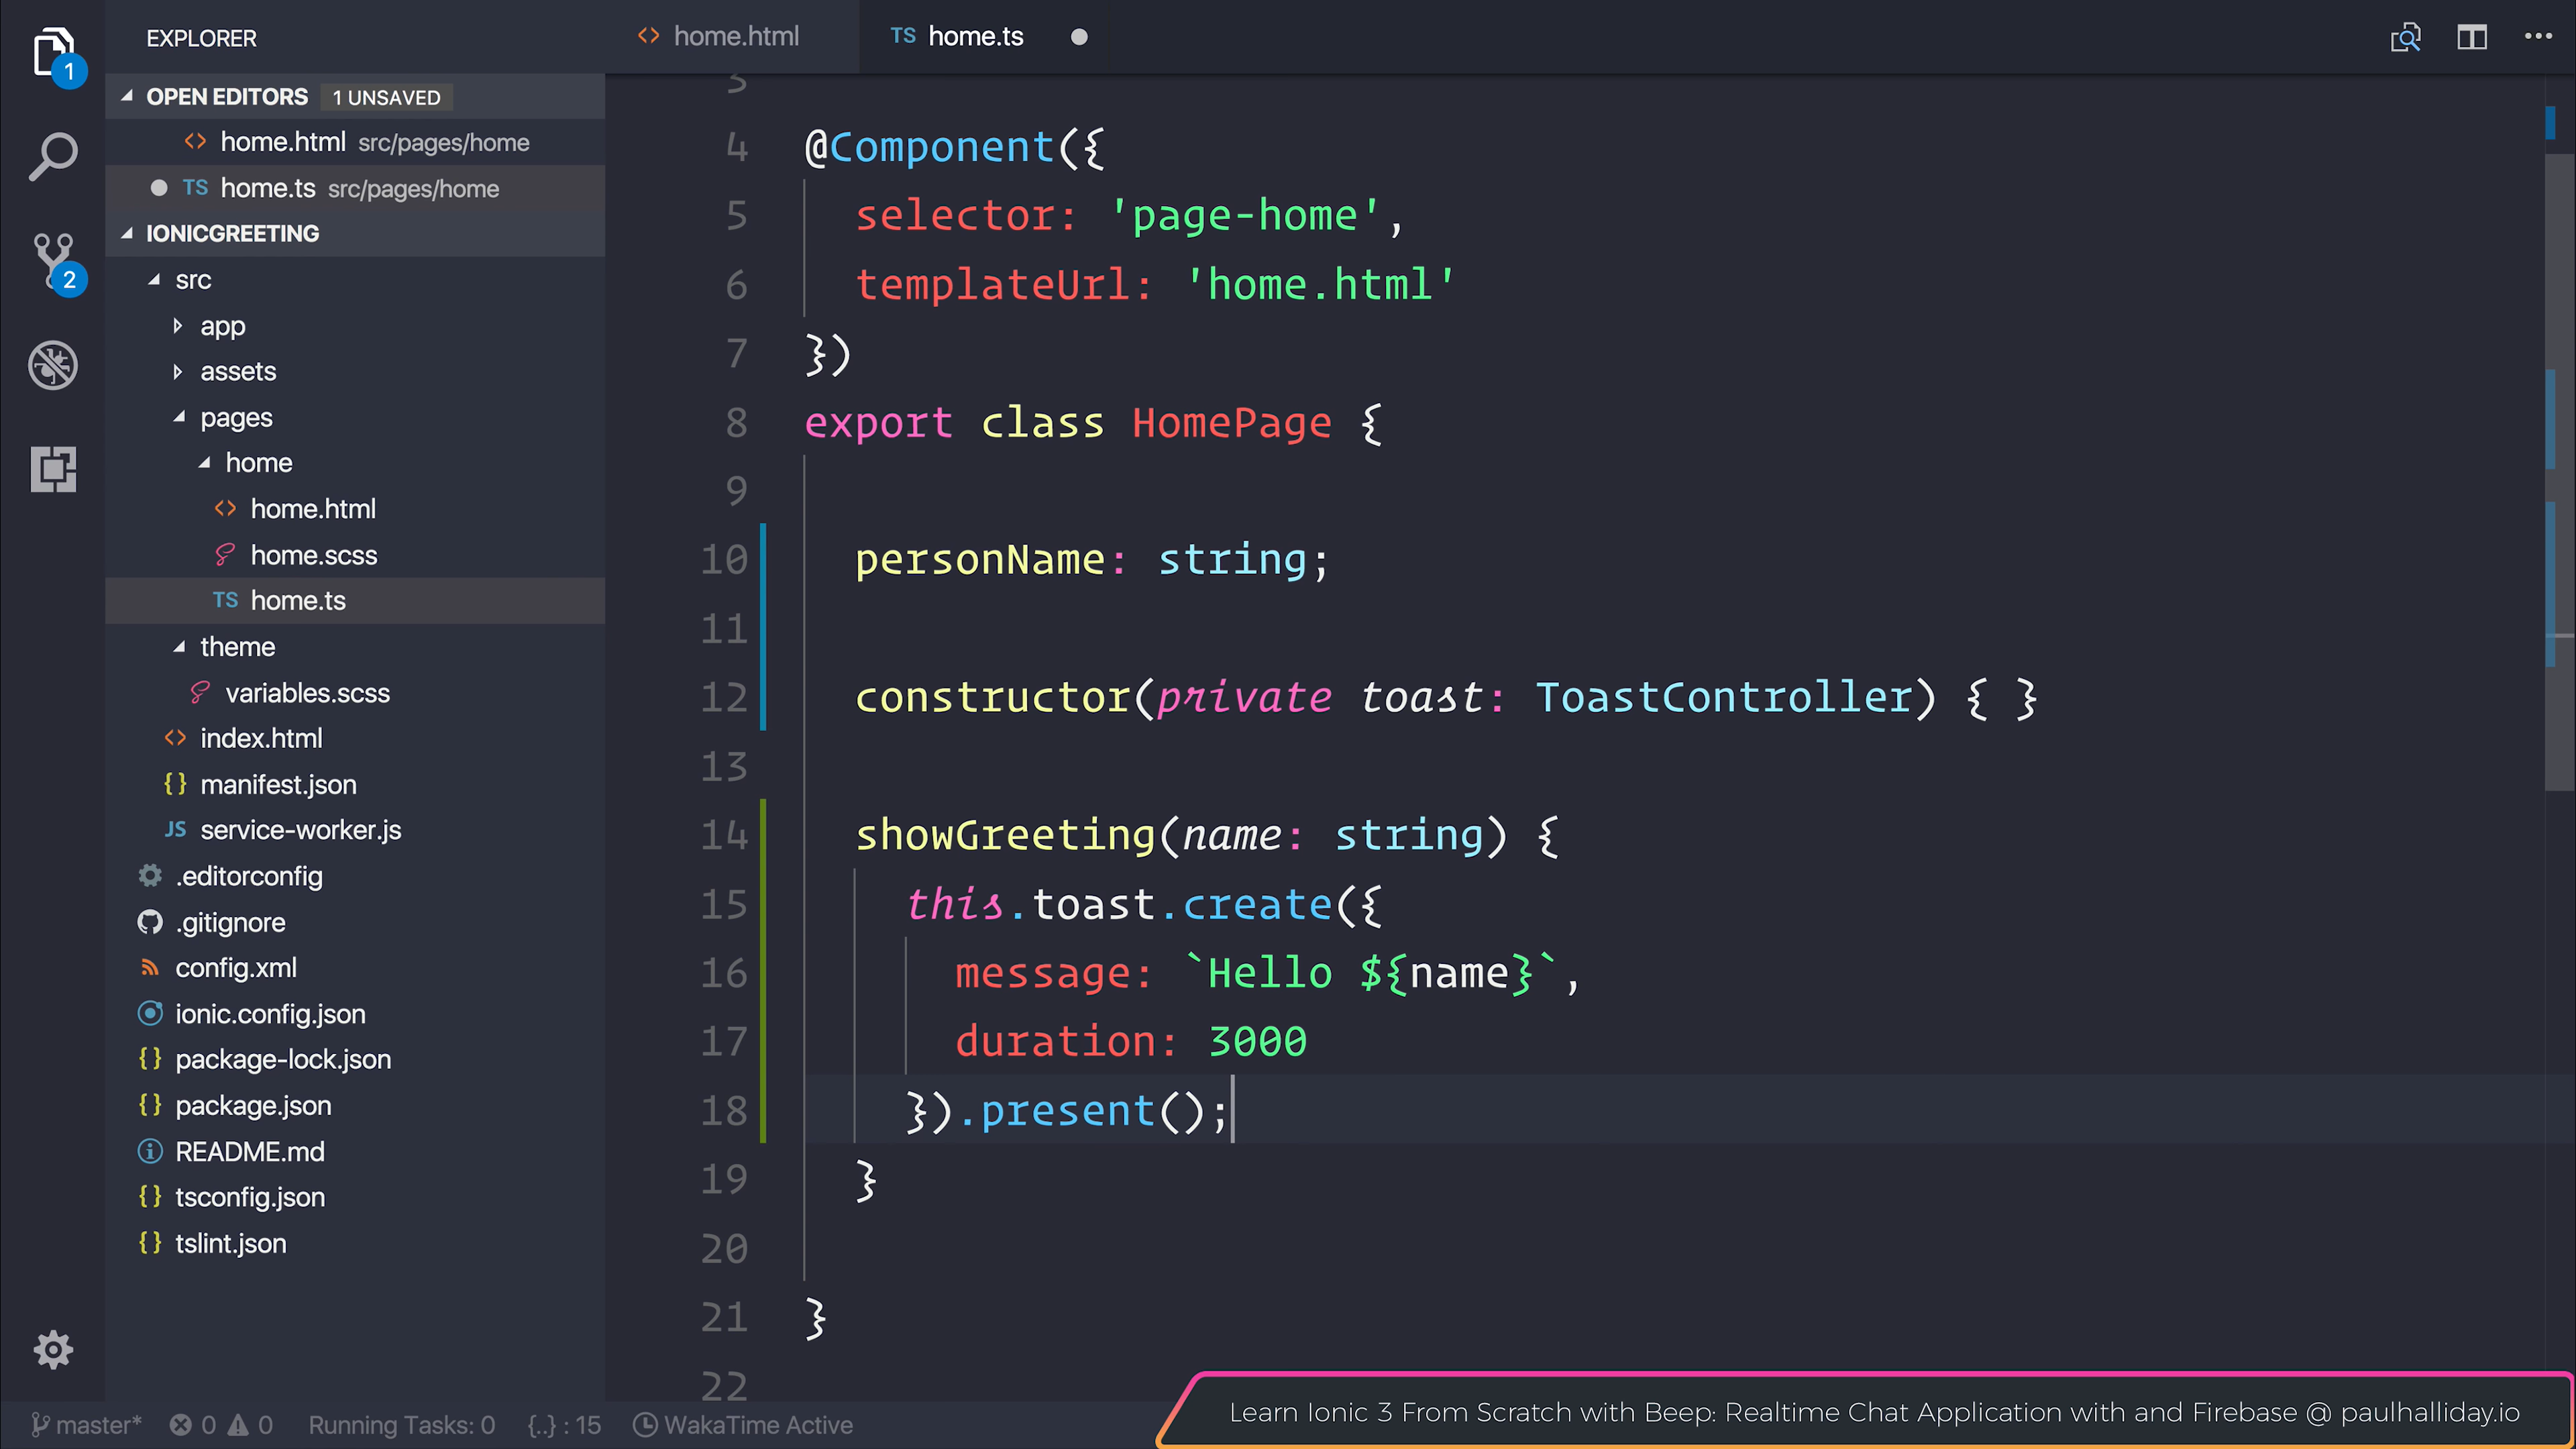 EXPLORER
1
OPEN EDITORS 1 UNSAVED
home.html src/pages/home
TS home.ts src/pages/home
2
IONICGREETING
src
app
assets
pages
home
home.html
home.scss
TS home.ts
theme
variables.scss
index.html
{} manifest.json
JS service-worker.js
.editorconfig
.gitignore
config.xml
ionic.config.json
{} package-lock.json
{} package.json
README.md
{} tsconfig.json
{} tslint.json
<> home.html TS home.ts
3
4 @Component({
5 selector: 'page-home',
6 templateUrl: 'home.html'
7 })
8 export class HomePage {
9
10 personName: string;
11
12 constructor(private toast: ToastController) { }
13
14 showGreeting(name: string) {
15 this.toast.create({
16 message: `Hello ${name}`,
17 duration: 3000
18 }).present();
19 }
20
21 }
22
master* 0 0 Running Tasks: 0 {..} : 15 WakaTime Active
Learn Ionic 3 From Scratch with Beep: Realtime Chat Application with and Firebase @ paulhalliday.io